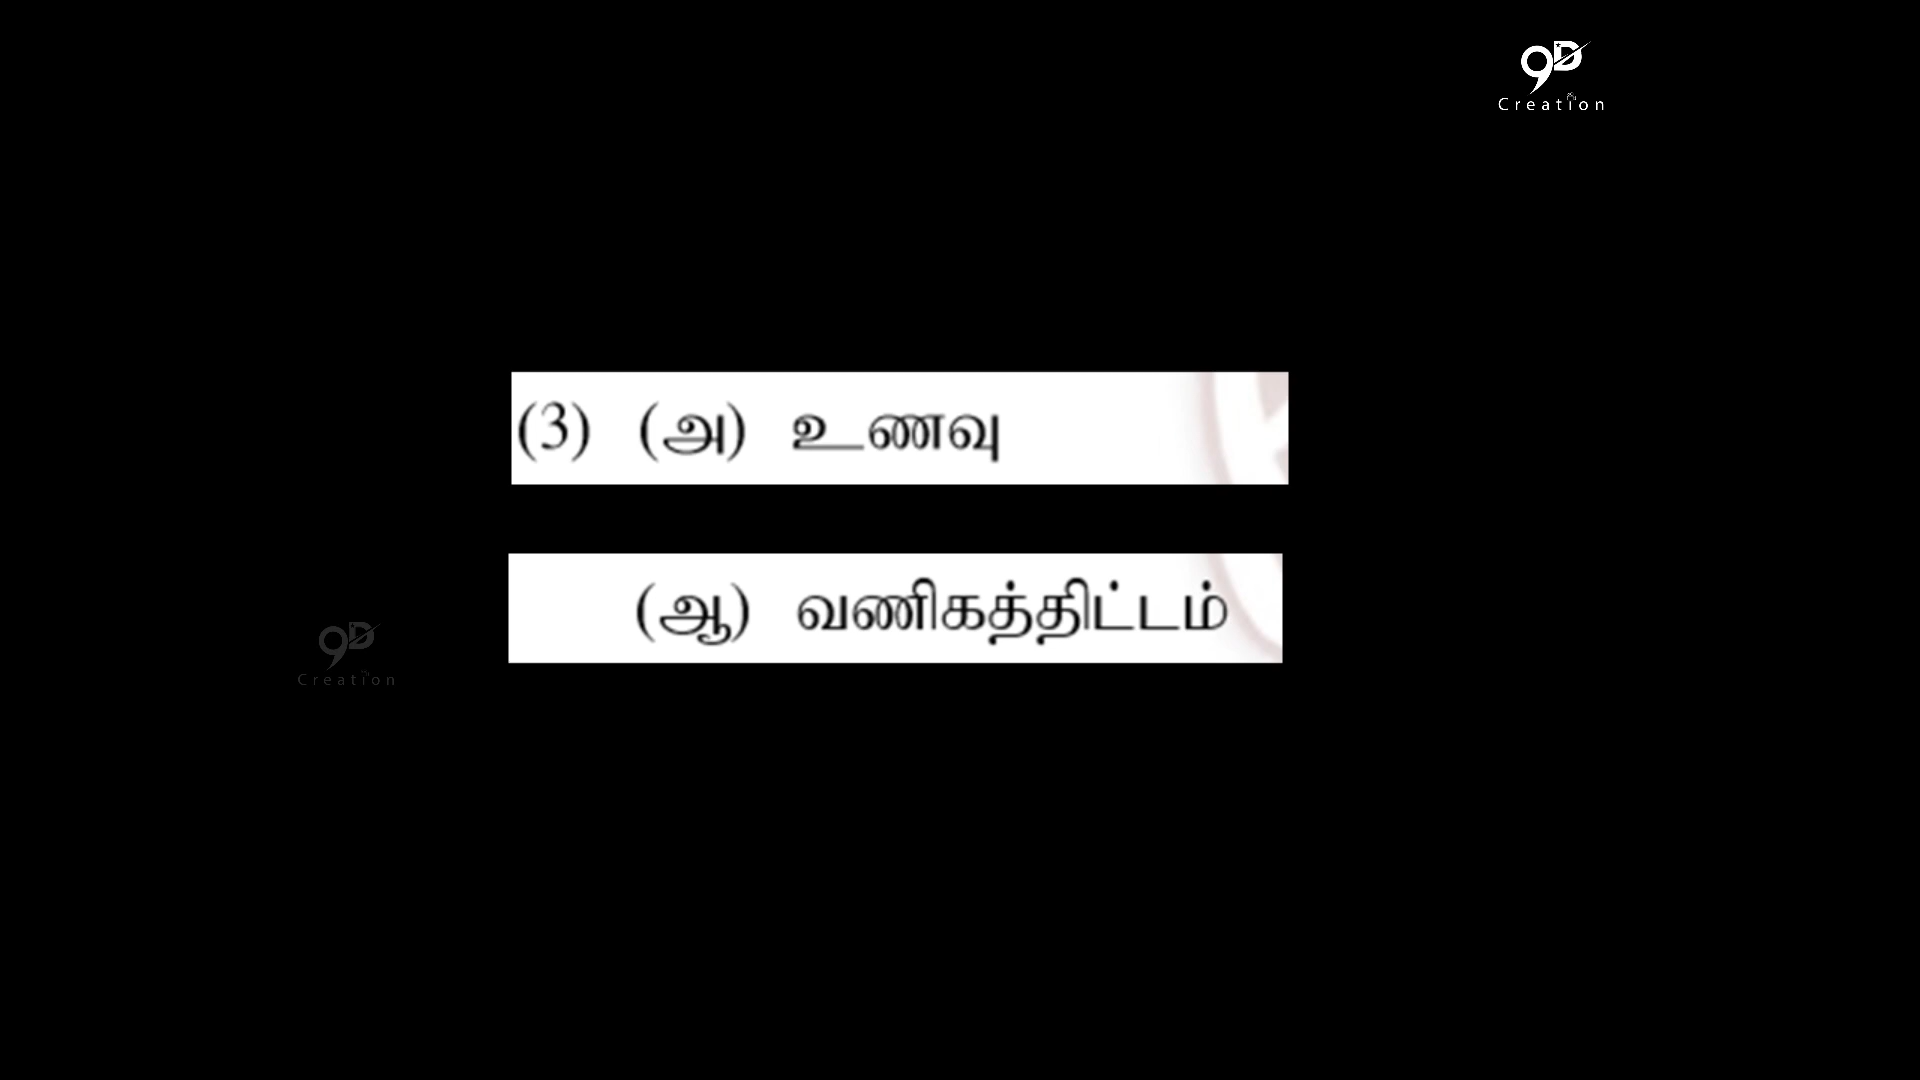 9D
Creation
(3) (அ) உணவு
(ஆ) வணிகத்திட்டம்
9D
Creation